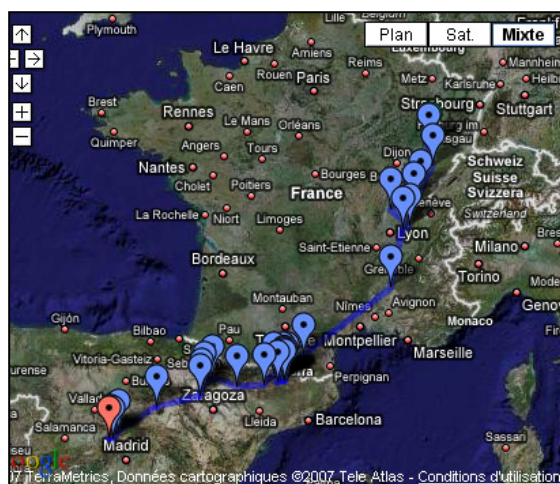 Plymouth
Lille
Belgium
Plan
Sat.
Mixte
Frankfurt
Le Havre
Amiens
Luxembourg
Rouen
Reims
Metz
Mannheim
Caen
Paris
Karlsruhe
Strasbourg
Stuttgart
Brest
Rennes
Le Mans
Orléans
Quimper
Angers
Tours
Dijon
Nantes
Cholet
Bourges
Schweiz
Suisse
Svizzera
Poitiers
France
La Rochelle
Niort
Limoges
Switzerland
Lyon
Saint-Etienne
Milano
Bordeaux
Grenoble
Torino
Montauban
Nîmes
Avignon
Genov
Gijón
Bilbao
Pau
Montpellier
Monaco
Marseille
Vitoria-Gasteiz
Perpignan
Zaragoza
Lleida
Barcelona
Salamanca
Madrid
Sassari
TerraMetrics, Données cartographiques ©2007 Tele Atlas - Conditions d'utilisation